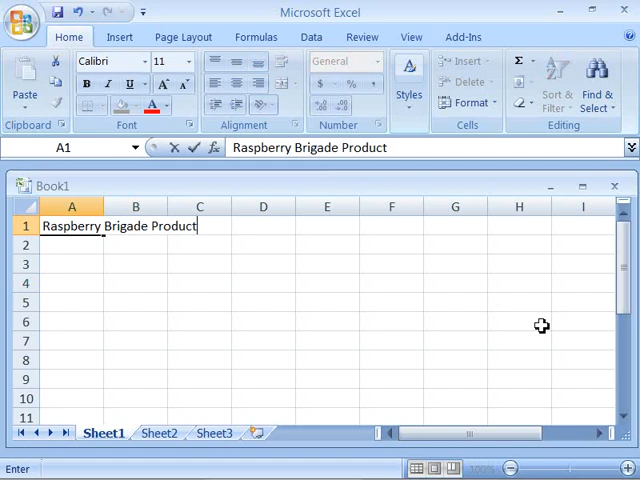 Microsoft Excel
Home Insert Page Layout Formulas Data Review View Add-Ins
Calibri 11 General Insert Σ
Paste B I U A A $ % , Styles Delete Sort & Filter Find & Select
A Format
Clipboard Font Alignment Number Cells Editing
A1 fx Raspberry Brigade Product
Book1
A B C D E F G H I
1 Raspberry Brigade Product
2
3
4
5
6
7
8
9
10
11
Sheet1 Sheet2 Sheet3
Enter 100%